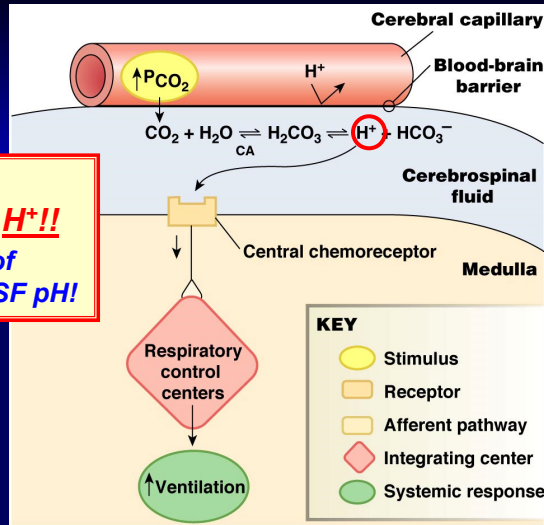 Cerebral capillary
↑PCO₂
H⁺
Blood-brain
barrier
CO₂ + H₂O ⇌ H₂CO₃ ⇌ H⁺ + HCO₃⁻
CA
Cerebrospinal
fluid
H⁺!!
of
SF pH!
Central chemoreceptor
Medulla
Respiratory
control
centers
↑Ventilation
KEY
Stimulus
Receptor
Afferent pathway
Integrating center
Systemic response